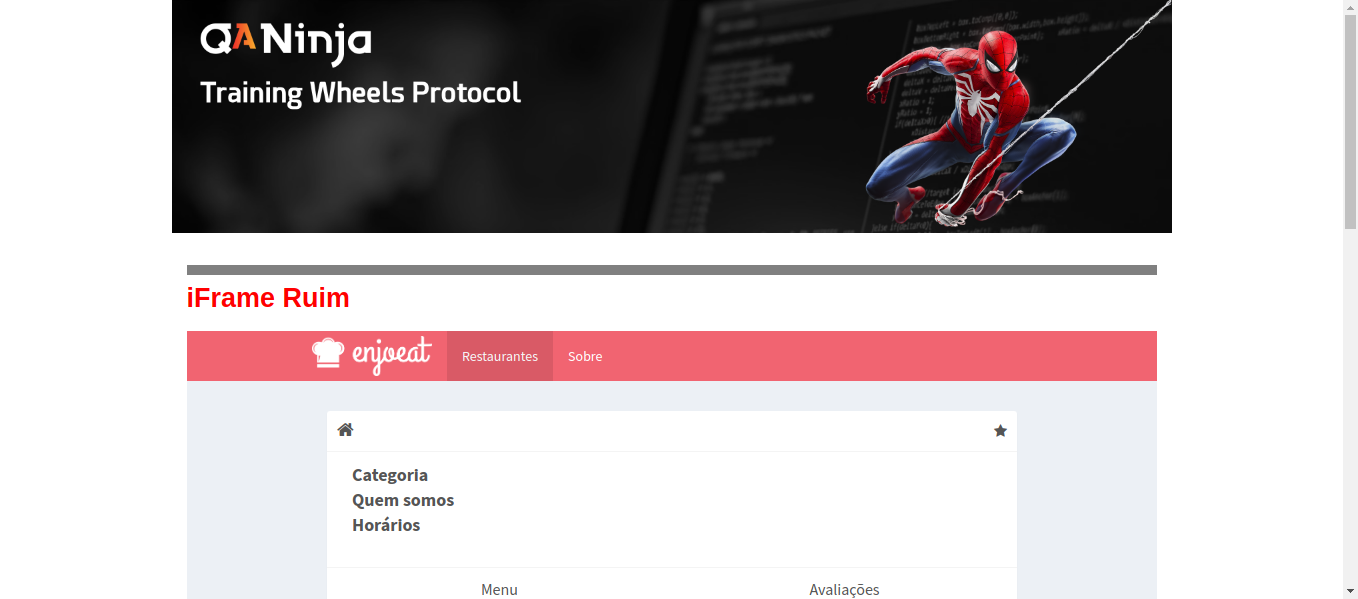 QANinja
Training Wheels Protocol
iFrame Ruim
enjoeat
Restaurantes
Sobre
Categoria
Quem somos
Horários
Menu
Avaliações